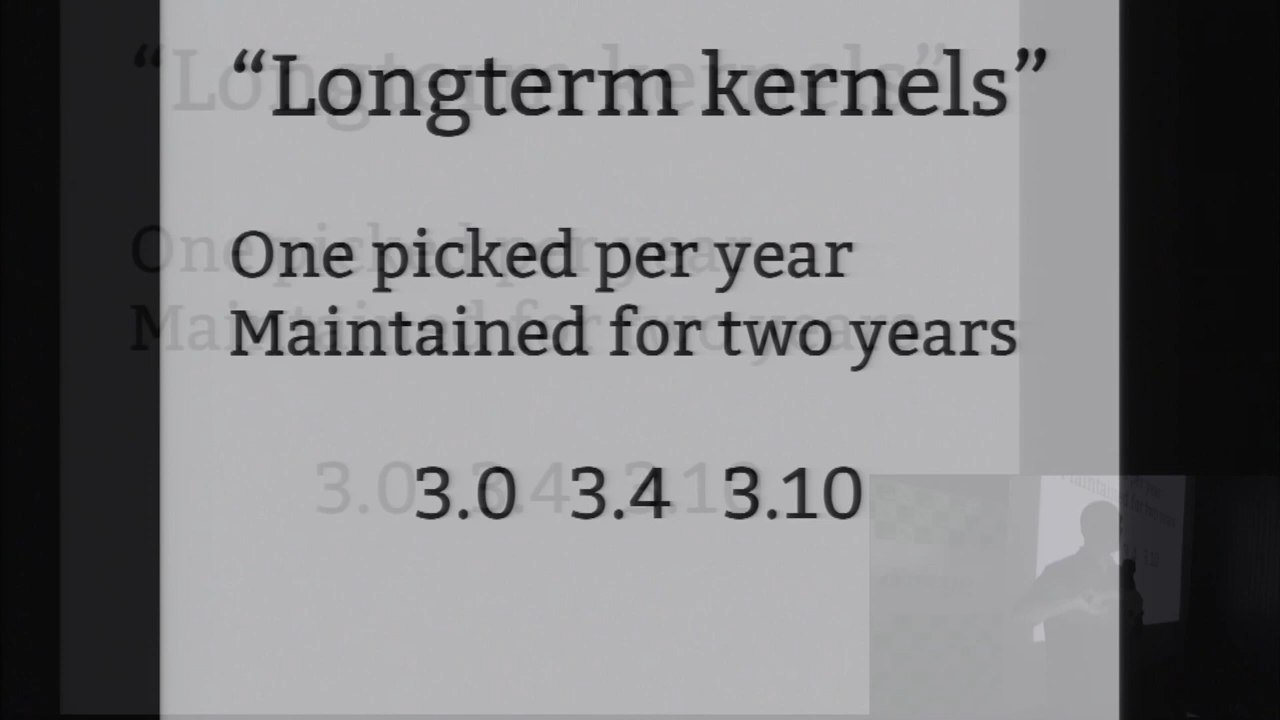 “Longterm kernels”
One picked per year
Maintained for two years
3.0 3.4 3.10